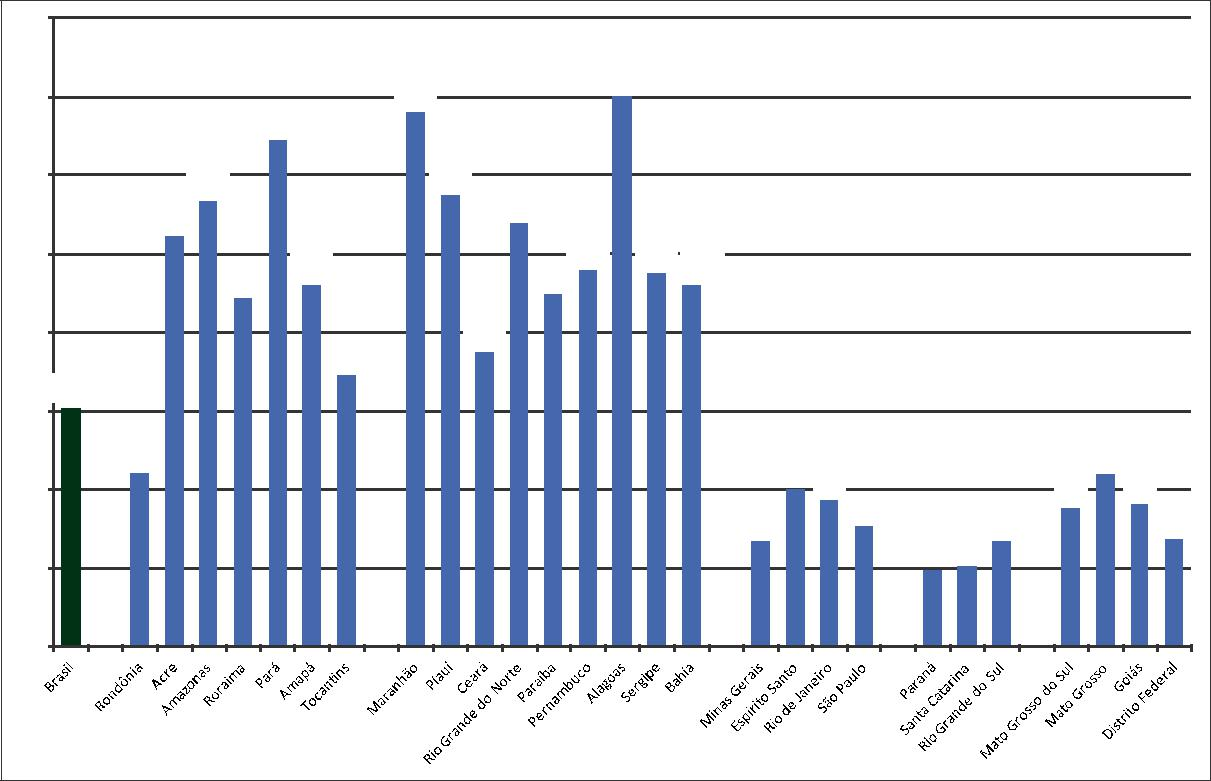 Brasil
Rondônia
Acre
Amazonas
Roraima
Pará
Amapá
Tocantins
Maranhão
Piauí
Ceará
Rio Grande do Norte
Paraíba
Pernambuco
Alagoas
Sergipe
Bahia
Minas Gerais
Espírito Santo
Rio de Janeiro
São Paulo
Paraná
Santa Catarina
Rio Grande do Sul
Mato Grosso do Sul
Mato Grosso
Goiás
Distrito Federal